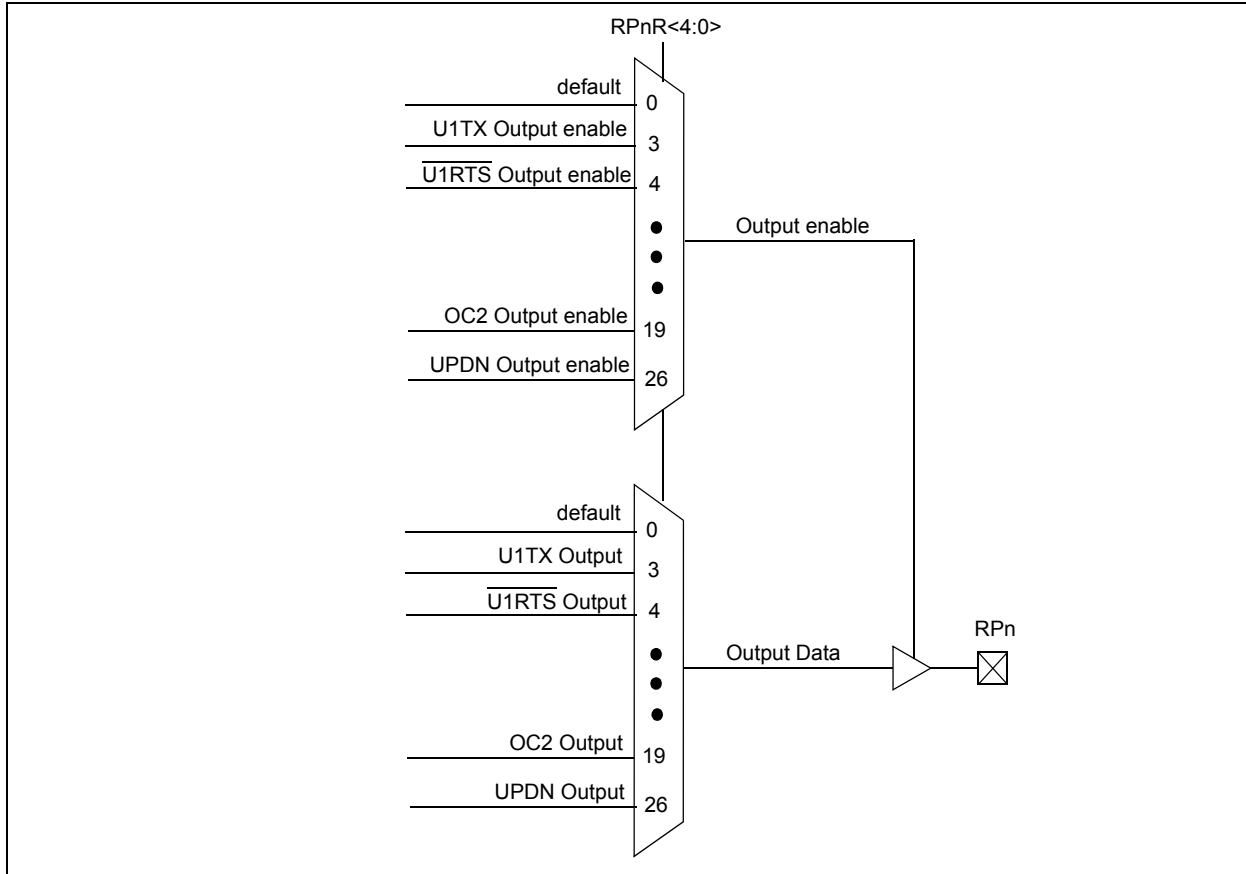 RPnR<4:0>
default
0
U1TX Output enable
3
U1RTS Output enable
4
Output enable
OC2 Output enable
19
UPDN Output enable
26
default
0
U1TX Output
3
U1RTS Output
4
RPn
Output Data
OC2 Output
19
UPDN Output
26